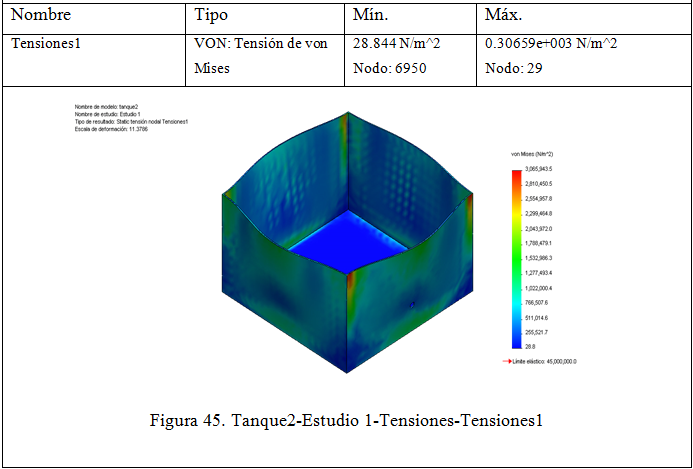 Nombre Tipo Mín. Máx.
Tensiones1 VON: Tensión de von 28.844 N/m^2 0.30659e+003 N/m^2
Mises Nodo: 6950 Nodo: 29
Nombre de modelo: tanque2
Nombre de estudio: Estudio 1
Tipo de resultado: Static tensión nodal Tensiones1
Escala de deformación: 11.3786
von Mises (N/m^2)
3,065,943.5
2,810,450.5
2,554,957.8
2,299,464.8
2,043,972.0
1,788,479.1
1,532,986.3
1,277,493.4
1,022,000.4
766,507.6
511,014.6
255,521.7
28.8
Límite elástico: 45,000,000.0
Figura 45. Tanque2-Estudio 1-Tensiones-Tensiones1